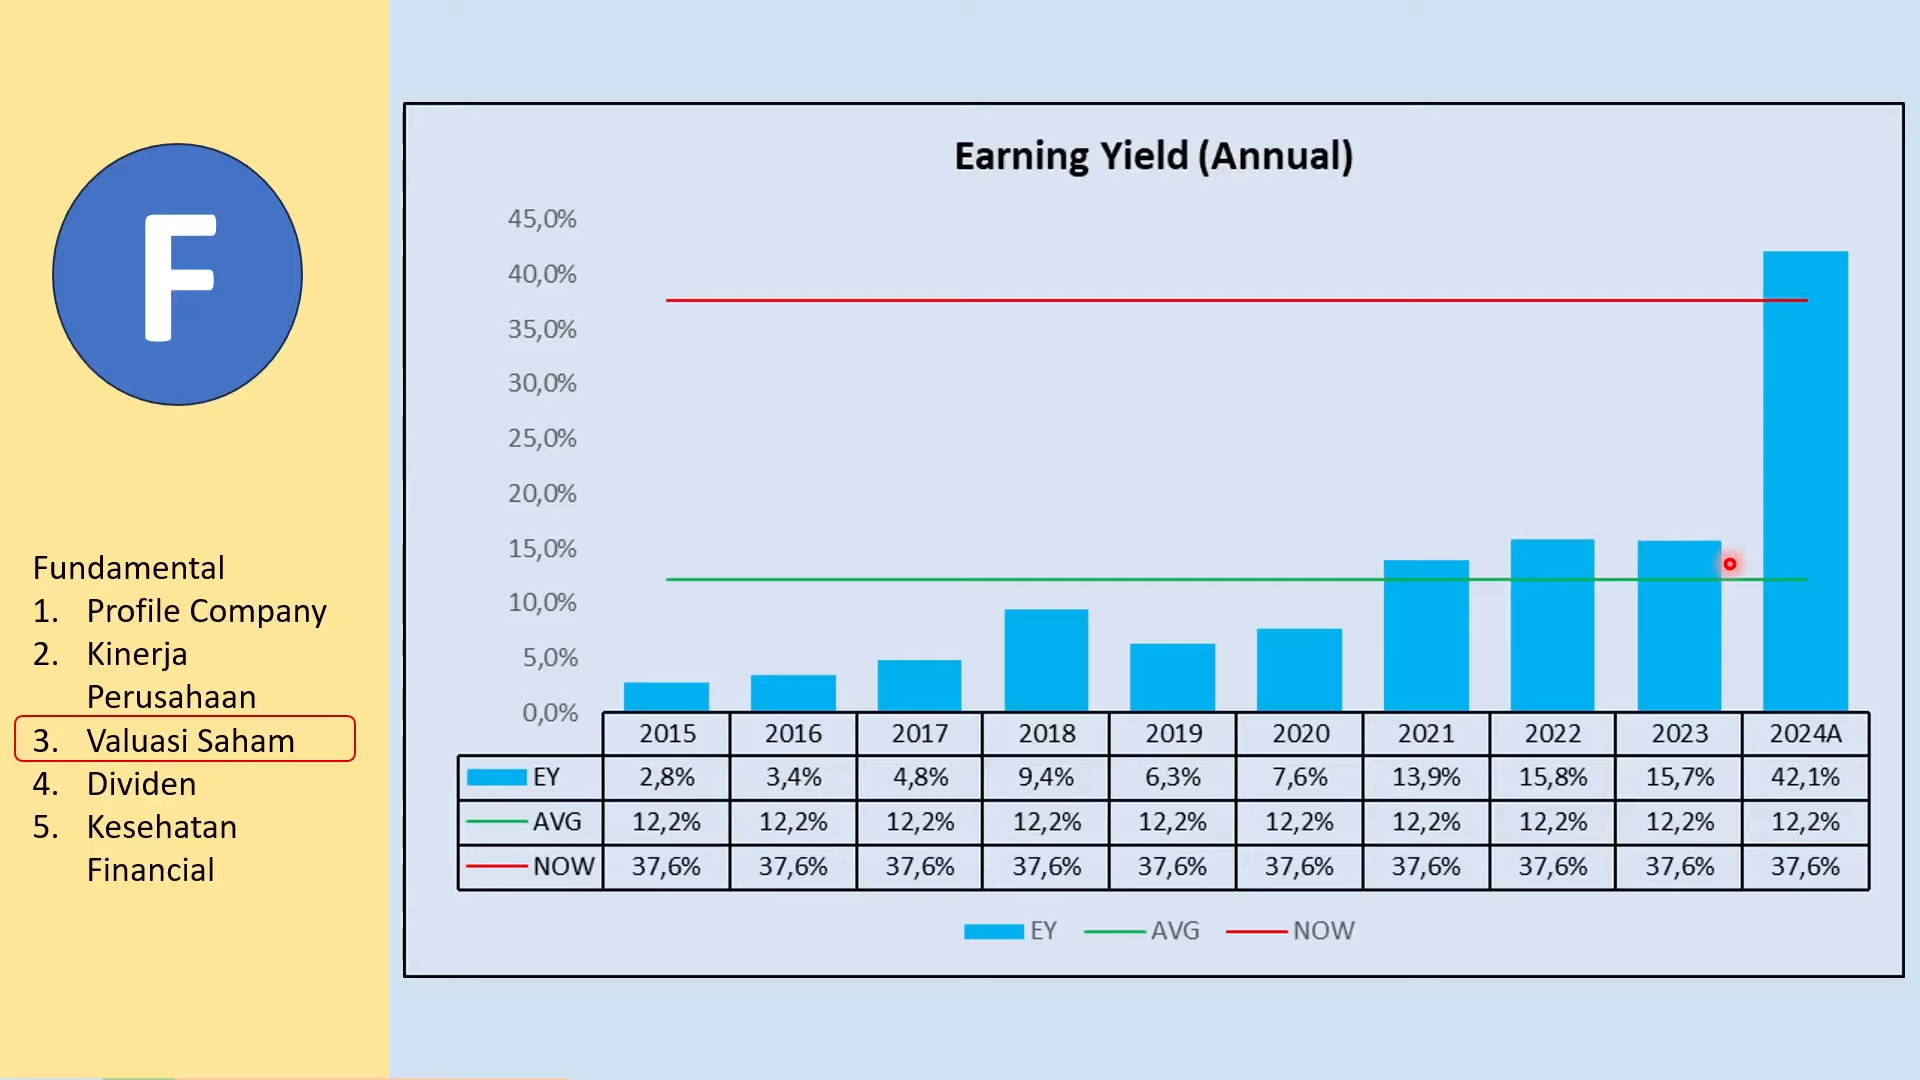 F
Fundamental
1. Profile Company
2. Kinerja
Perusahaan
3. Valuasi Saham
4. Dividen
5. Kesehatan
Financial
Earning Yield (Annual)
45,0%
40,0%
35,0%
30,0%
25,0%
20,0%
15,0%
10,0%
5,0%
0,0%
2015 2016 2017 2018 2019 2020 2021 2022 2023 2024A
EY 2,8% 3,4% 4,8% 9,4% 6,3% 7,6% 13,9% 15,8% 15,7% 42,1%
AVG 12,2% 12,2% 12,2% 12,2% 12,2% 12,2% 12,2% 12,2% 12,2% 12,2%
NOW 37,6% 37,6% 37,6% 37,6% 37,6% 37,6% 37,6% 37,6% 37,6% 37,6%
EY AVG NOW